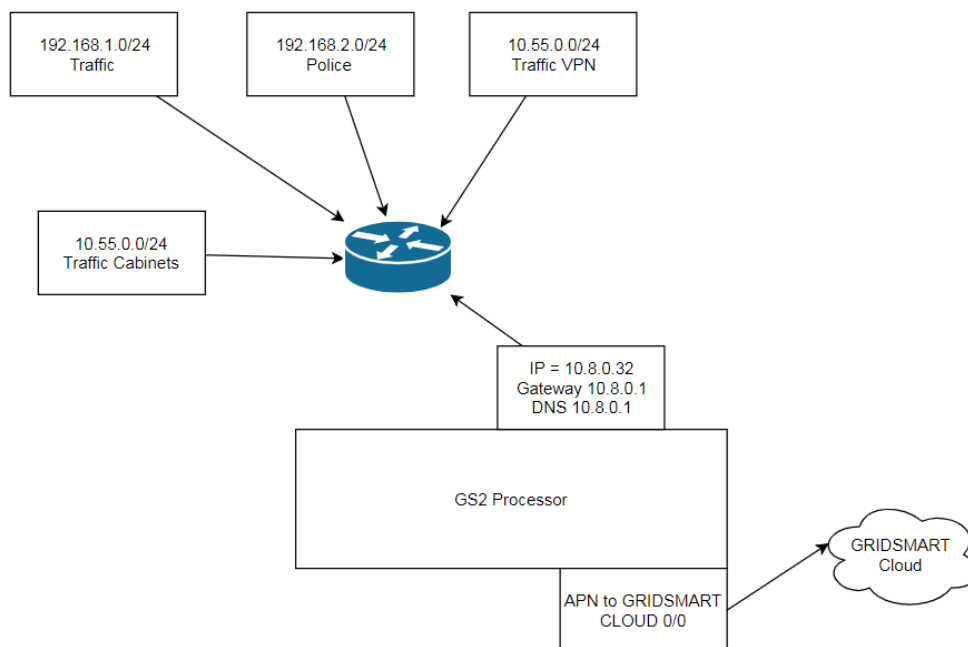 192.168.1.0/24
Traffic
192.168.2.0/24
Police
10.55.0.0/24
Traffic VPN
10.55.0.0/24
Traffic Cabinets
IP = 10.8.0.32
Gateway 10.8.0.1
DNS 10.8.0.1
GS2 Processor
GRIDSMART
Cloud
APN to GRIDSMART
CLOUD 0/0